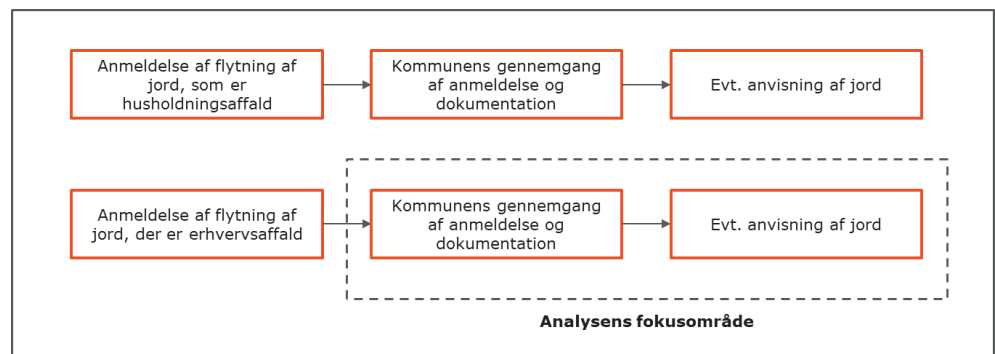 Anmeldelse af flytning af
jord, som er
husholdningsaffald
Kommunens gennemgang
af anmeldelse og
dokumentation
Evt. anvisning af jord
Anmeldelse af flytning af
jord, der er erhvervsaffald
Kommunens gennemgang
af anmeldelse og
dokumentation
Evt. anvisning af jord
Analysens fokusområde